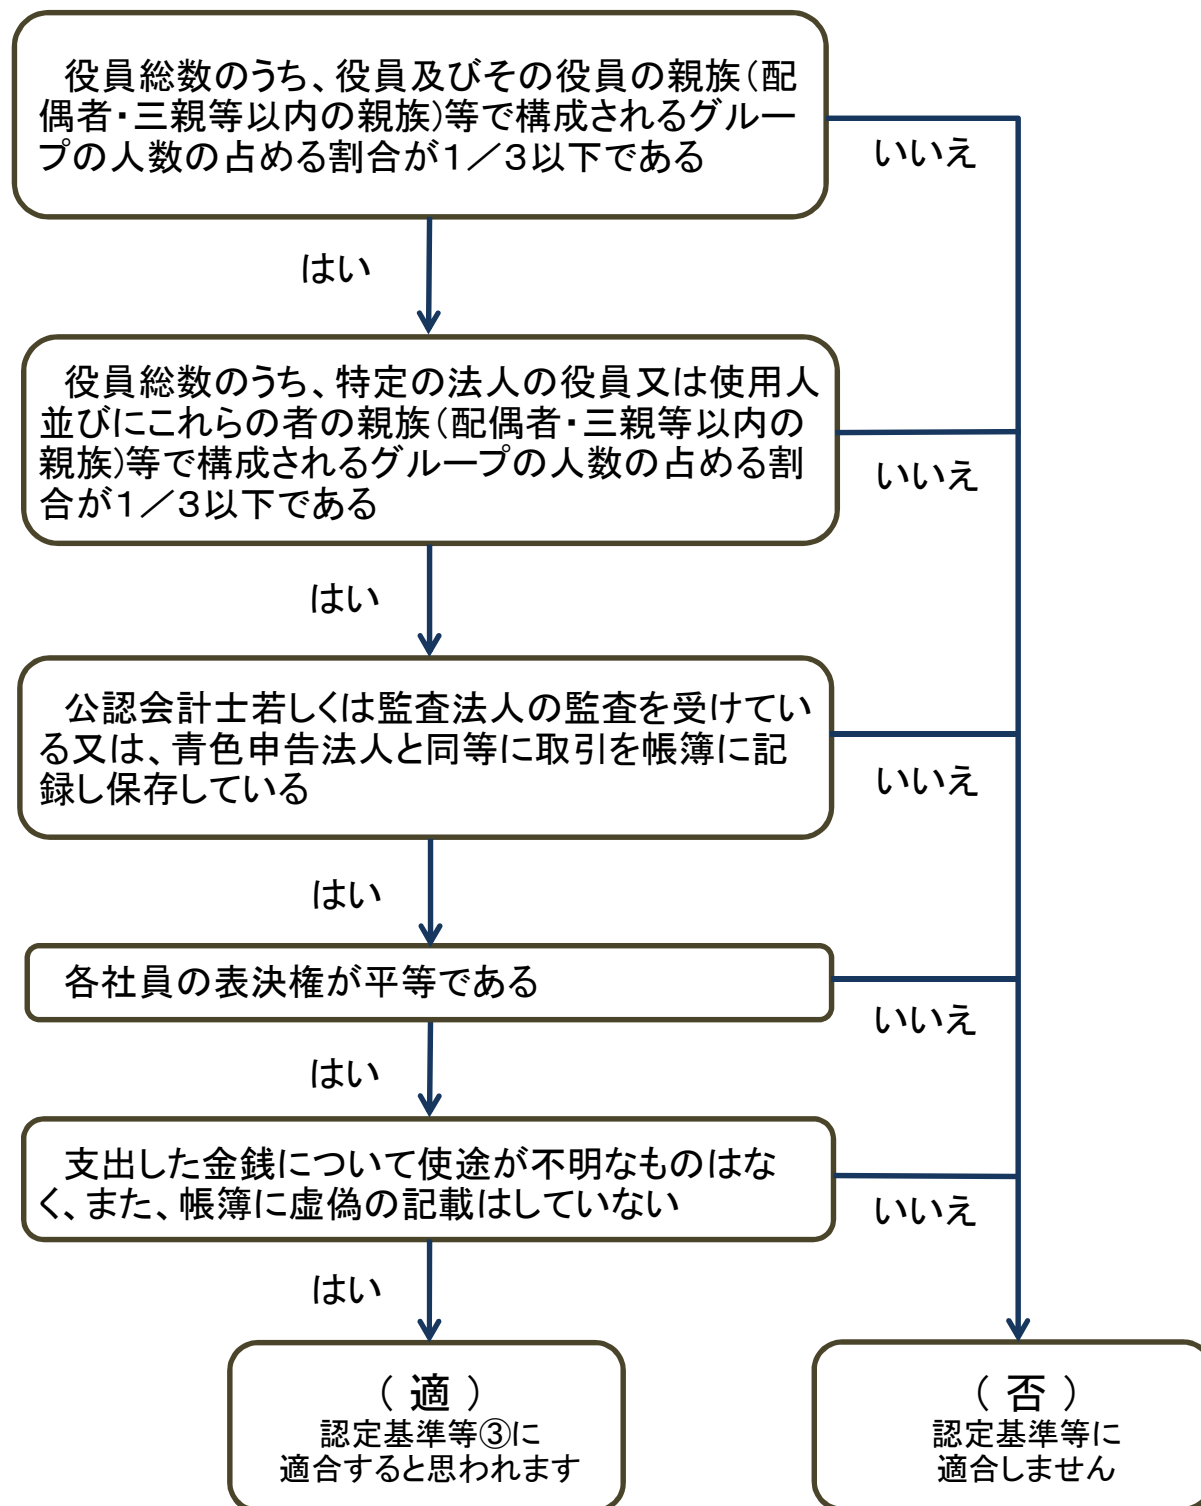 役員総数のうち、役員及びその役員の親族(配
偶者・三親等以内の親族)等で構成されるグルー
プの人数の占める割合が1／3以下である
いいえ
はい
役員総数のうち、特定の法人の役員又は使用人
並びにこれらの者の親族(配偶者・三親等以内の
親族)等で構成されるグループの人数の占める割
合が1／3以下である
いいえ
はい
公認会計士若しくは監査法人の監査を受けてい
る又は、青色申告法人と同等に取引を帳簿に記
録し保存している
いいえ
はい
各社員の表決権が平等である
いいえ
はい
支出した金銭について使途が不明なものはな
く、また、帳簿に虚偽の記載はしていない
いいえ
はい
（ 適 ）
認定基準等③に
適合すると思われます
（ 否 ）
認定基準等に
適合しません